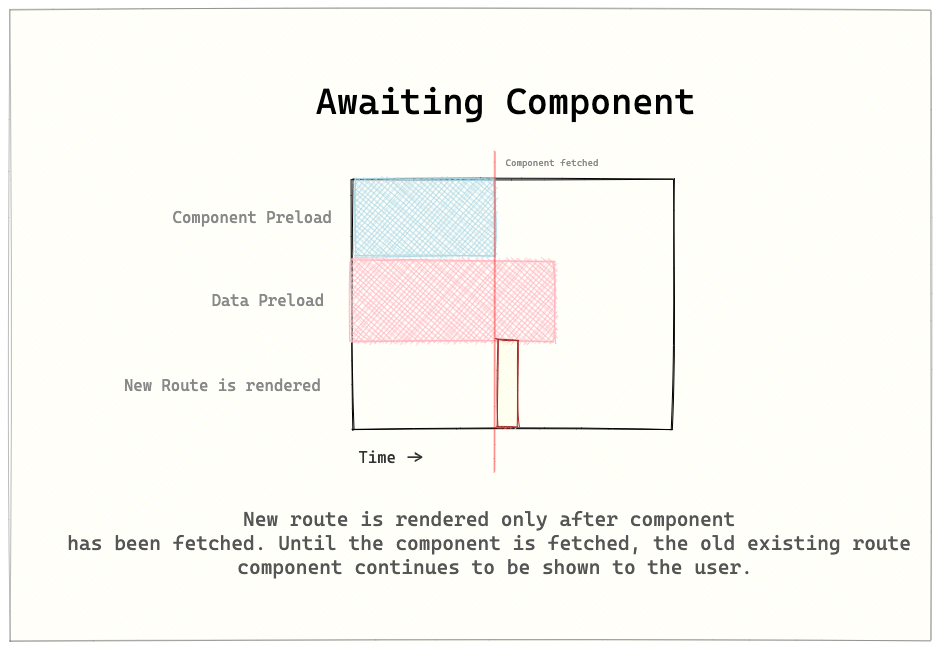 Awaiting Component
Component fetched
Component Preload
Data Preload
New Route is rendered
Time →
New route is rendered only after component
has been fetched. Until the component is fetched, the old existing route
component continues to be shown to the user.